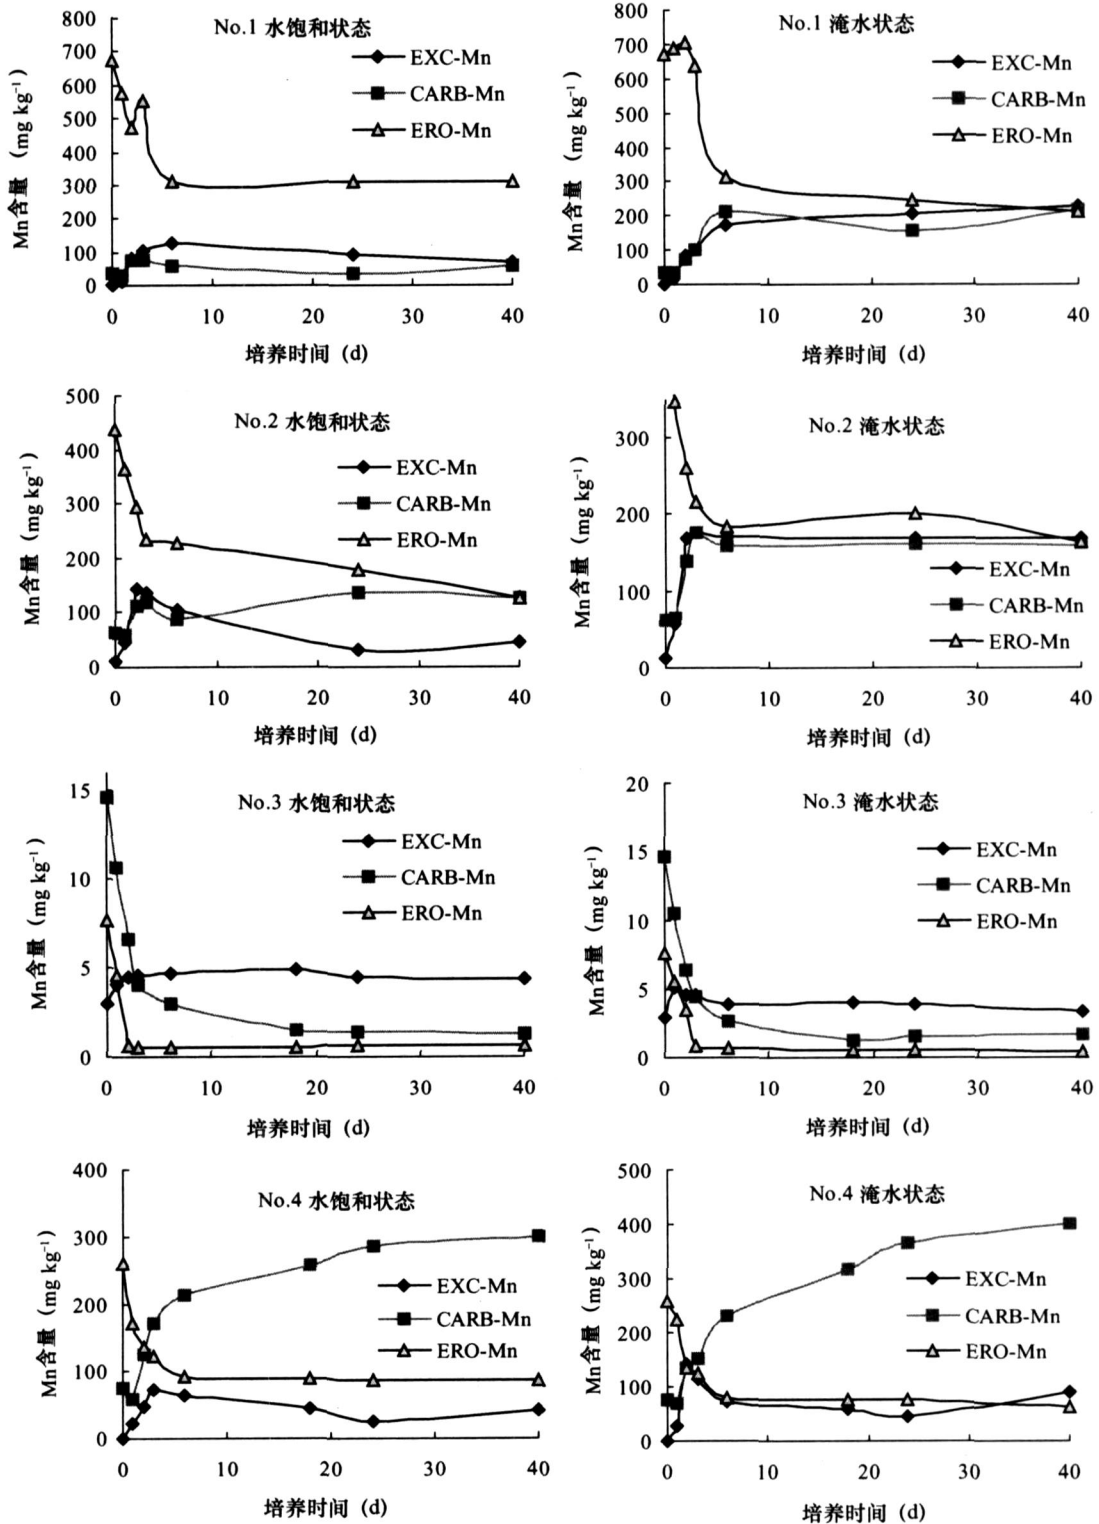 No.1 水饱和状态
Mn含量（mg kg⁻¹）
800
700
600
500
400
300
200
100
0
EXC-Mn
CARB-Mn
ERO-Mn
0 10 20 30 40
培养时间 (d)
No.1 淹水状态
Mn含量（mg kg⁻¹）
800
700
600
500
400
300
200
100
0
EXC-Mn
CARB-Mn
ERO-Mn
0 10 20 30 40
培养时间 (d)
No.2 水饱和状态
Mn含量（mg kg⁻¹）
500
400
300
200
100
0
EXC-Mn
CARB-Mn
ERO-Mn
0 10 20 30 40
培养时间 (d)
No.2 淹水状态
Mn含量（mg kg⁻¹）
300
200
100
0
EXC-Mn
CARB-Mn
ERO-Mn
0 10 20 30 40
培养时间 (d)
No.3 水饱和状态
Mn含量（mg kg⁻¹）
15
10
5
0
EXC-Mn
CARB-Mn
ERO-Mn
0 10 20 30 40
培养时间 (d)
No.3 淹水状态
Mn含量（mg kg⁻¹）
20
15
10
5
0
EXC-Mn
CARB-Mn
ERO-Mn
0 10 20 30 40
培养时间 (d)
No.4 水饱和状态
Mn含量（mg kg⁻¹）
400
300
200
100
0
EXC-Mn
CARB-Mn
ERO-Mn
0 10 20 30 40
培养时间 (d)
No.4 淹水状态
Mn含量（mg kg⁻¹）
500
400
300
200
100
0
EXC-Mn
CARB-Mn
ERO-Mn
0 10 20 30 40
培养时间 (d)